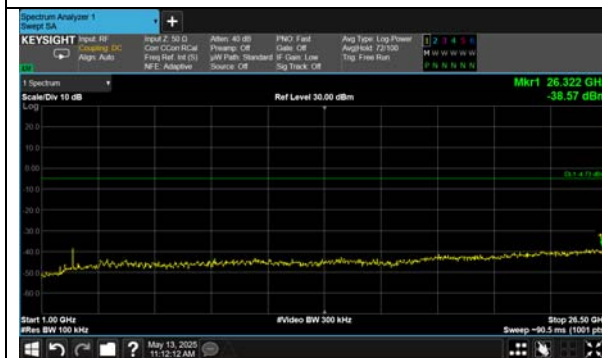 Spectrum Analyzer 1
Swept SA
+
KEYSIGHT Input: RF Input Z: 50 Ω Atten: 40 dB PNO: Fast Avg Type: Log-Power 1 2 3 4 5 6
Coupling: DC Corr CCorr RCal Preamp: Off Gate: Off Avg|Hold: 72/100 M W W W W W
Align: Auto Freq Ref: Int (S) µW Path: Standard IF Gain: Low Trig: Free Run P N N N N N
NFE: Adaptive Source: Off Sig Track: Off
1 Spectrum Mkr1 26.322 GH
Scale/Div 10 dB Ref Level 30.00 dBm -38.57 dBm
Log
20.0
10.0
0.00
-10.0
-20.0
-30.0
-40.0
-50.0
-60.0
Start 1.00 GHz #Video BW 300 kHz Stop 26.50 GH
#Res BW 100 kHz Sweep ~90.5 ms (1001 pts
? May 13, 2025
11:12:12 AM